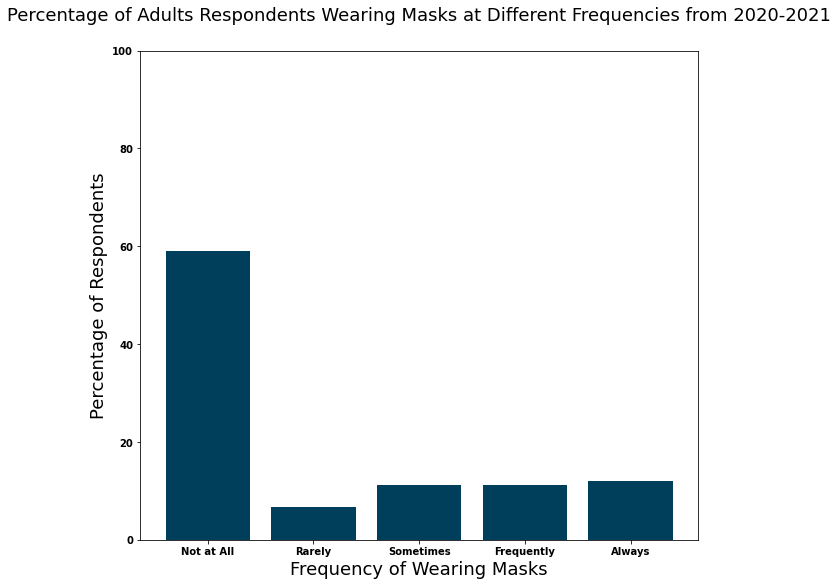 Percentage of Adults Respondents Wearing Masks at Different Frequencies from 2020-2021
100
80
60
40
20
0
Percentage of Respondents
Not at All Rarely Sometimes Frequently Always
Frequency of Wearing Masks